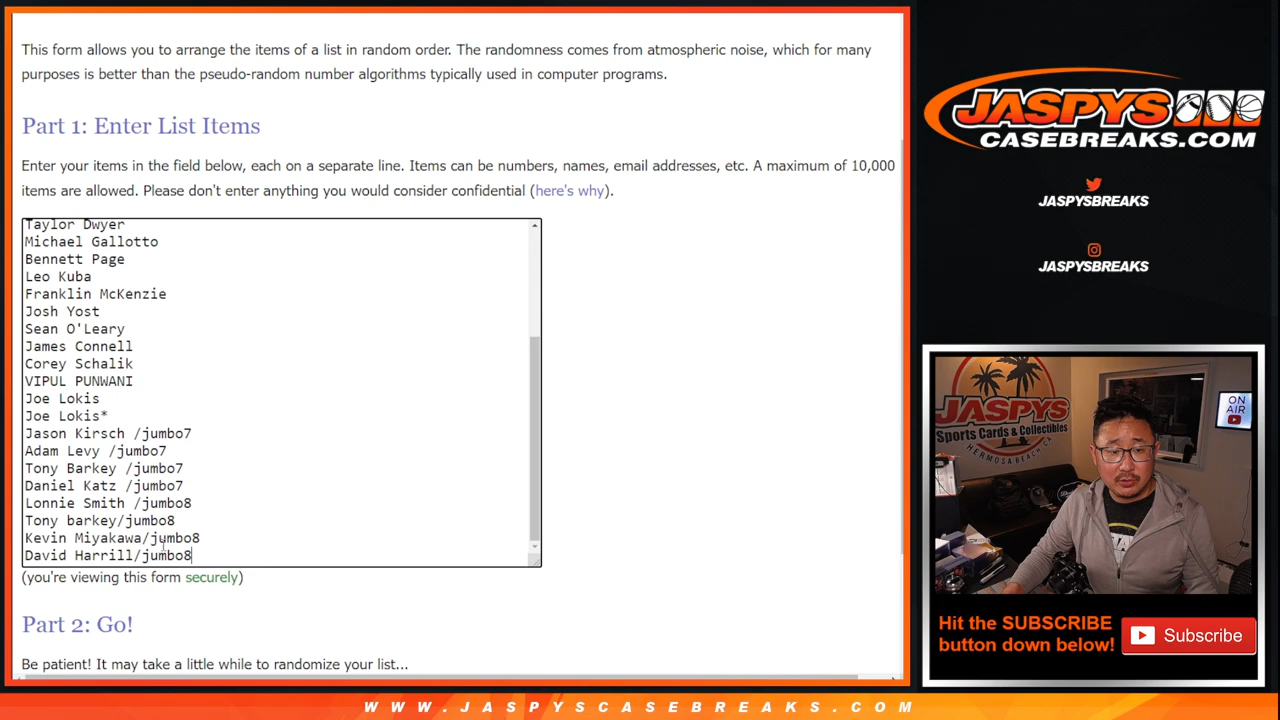 This form allows you to arrange the items of a list in random order. The randomness comes from atmospheric noise, which for many
purposes is better than the pseudo-random number algorithms typically used in computer programs.
Part 1: Enter List Items
Enter your items in the field below, each on a separate line. Items can be numbers, names, email addresses, etc. A maximum of 10,000
items are allowed. Please don't enter anything you would consider confidential (here's why).
Taylor Dwyer
Michael Gallotto
Bennett Page
Leo Kuba
Franklin McKenzie
Josh Yost
Sean O'Leary
James Connell
Corey Schalik
VIPUL PUNWANI
Joe Lokis
Joe Lokis*
Jason Kirsch /jumbo7
Adam Levy /jumbo7
Tony Barkey /jumbo7
Daniel Katz /jumbo7
Lonnie Smith /jumbo8
Tony barkey/jumbo8
Kevin Miyakawa/jumbo8
David Harrill/jumbo8
(you're viewing this form securely)
Part 2: Go!
Be patient! It may take a little while to randomize your list...
JASPYS
CASEBREAKS.COM
JASPYSBREAKS
JASPYSBREAKS
JASPYS
Sports Cards & Collectibles
HERMOSA BEACH, CA
ON
AIR
Hit the SUBSCRIBE
button down below!
Subscribe
WWW.JASPYSCASEBREAKS.COM